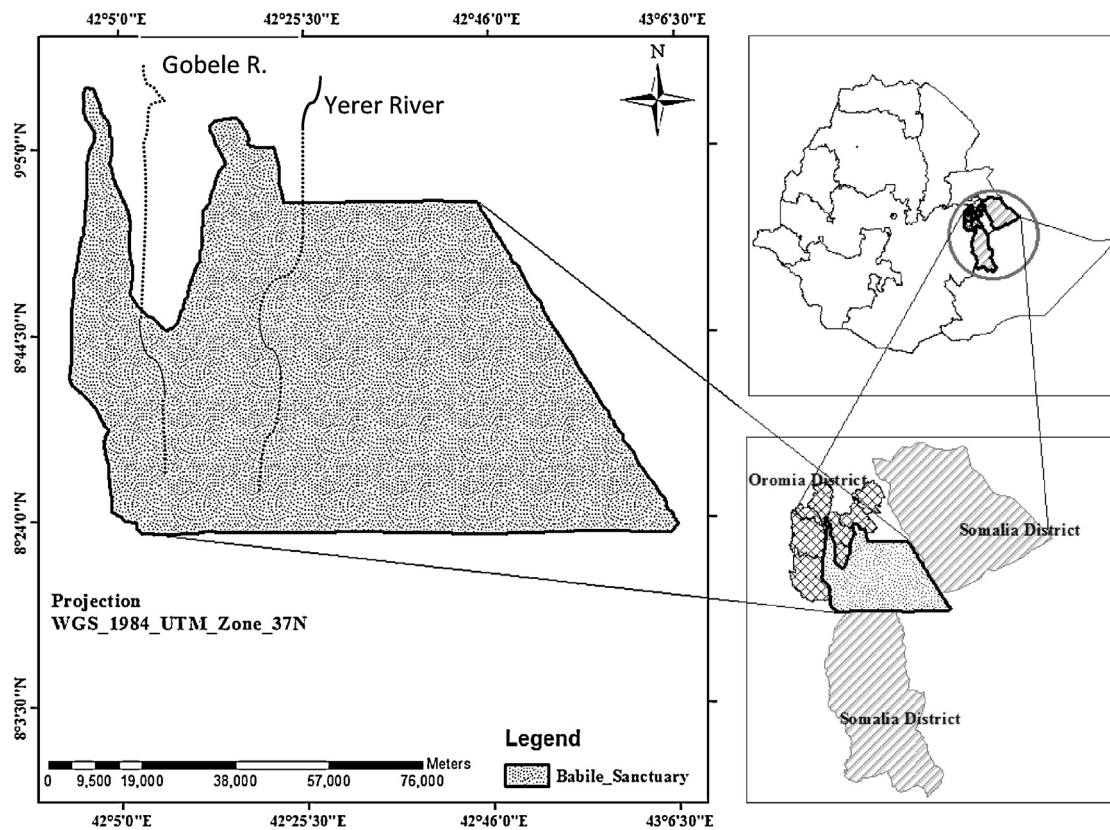 42°5'0"E 42°25'30"E 42°46'0"E 43°6'30"E
N
Gobele R.
Yerer River
9°5'0"N
8°44'30"N
8°24'0"N
8°3'30"N
Projection
WGS_1984_UTM_Zone_37N
Legend
Babile_Sanctuary
Meters
0 9,500 19,000 38,000 57,000 76,000
42°5'0"E 42°25'30"E 42°46'0"E 43°6'30"E
Oromia District
Somalia District
Somalia District